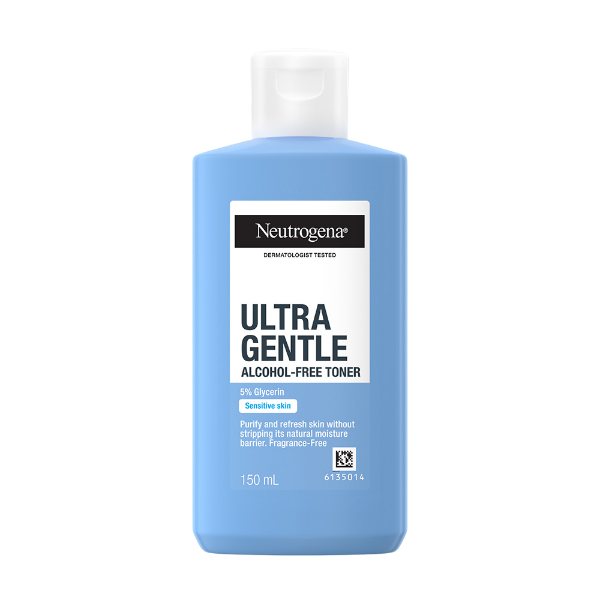 Neutrogena®
DERMATOLOGIST TESTED
ULTRA
GENTLE
ALCOHOL-FREE TONER
5% Glycerin
Sensitive skin
Purify and refresh skin without
stripping its natural moisture
barrier. Fragrance-Free
150 mL
6135014